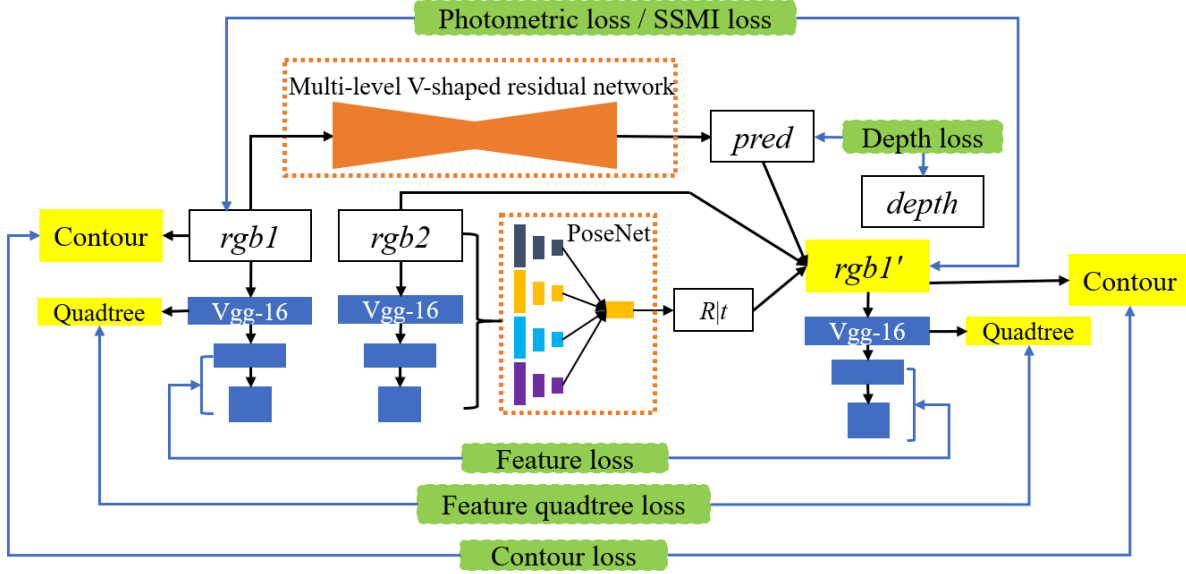 Photometric loss / SSMI loss
Multi-level V-shaped residual network
pred
Depth loss
depth
Contour
rgb1
rgb2
PoseNet
rgb1'
Contour
Quadtree
Vgg-16
Vgg-16
R|t
Vgg-16
Quadtree
Feature loss
Feature quadtree loss
Contour loss